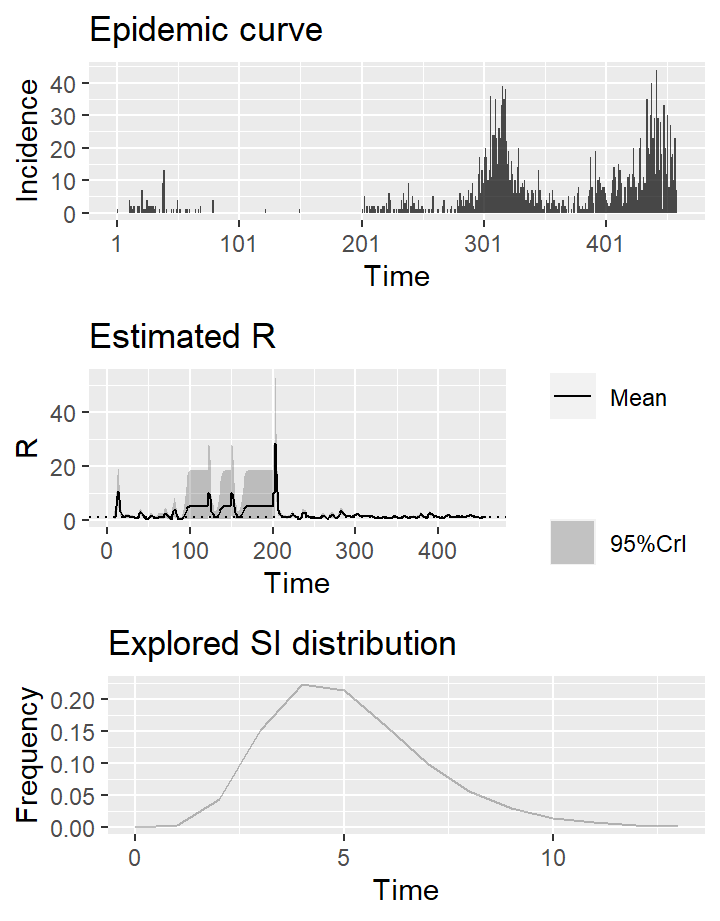 Epidemic curve
Incidence
40
30
20
10
0
1 101 201 301 401
Time
Estimated R
R
40
20
0
0 100 200 300 400
Time
Mean
95%CrI
Explored SI distribution
Frequency
0.20
0.15
0.10
0.05
0.00
0 5 10
Time